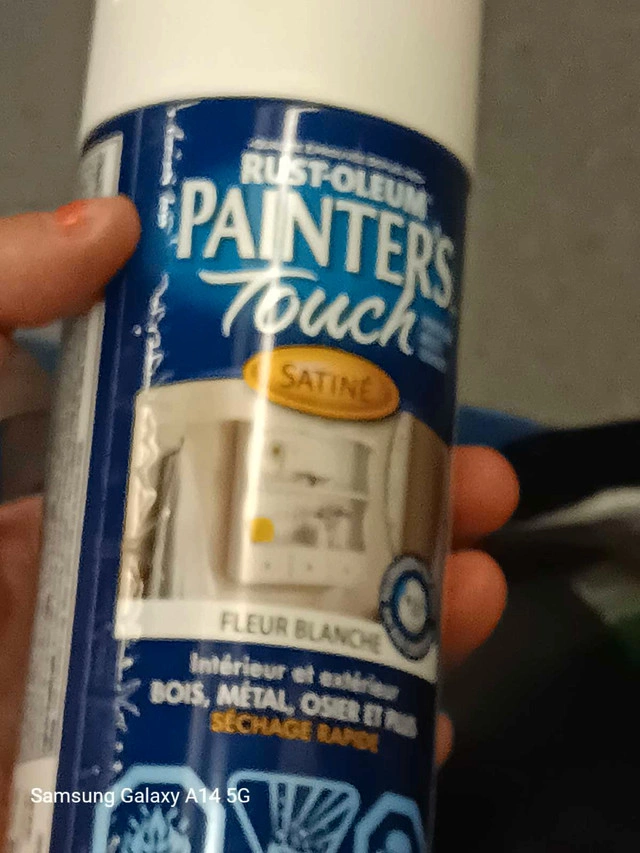 RUST-OLEUM
PAINTER'S
Touch
SATINÉ
FLEUR BLANCHE
Intérieur et extérieur
BOIS, MÉTAL, OSIER ET PLUS
SÉCHAGE RAPIDE
Samsung Galaxy A14 5G